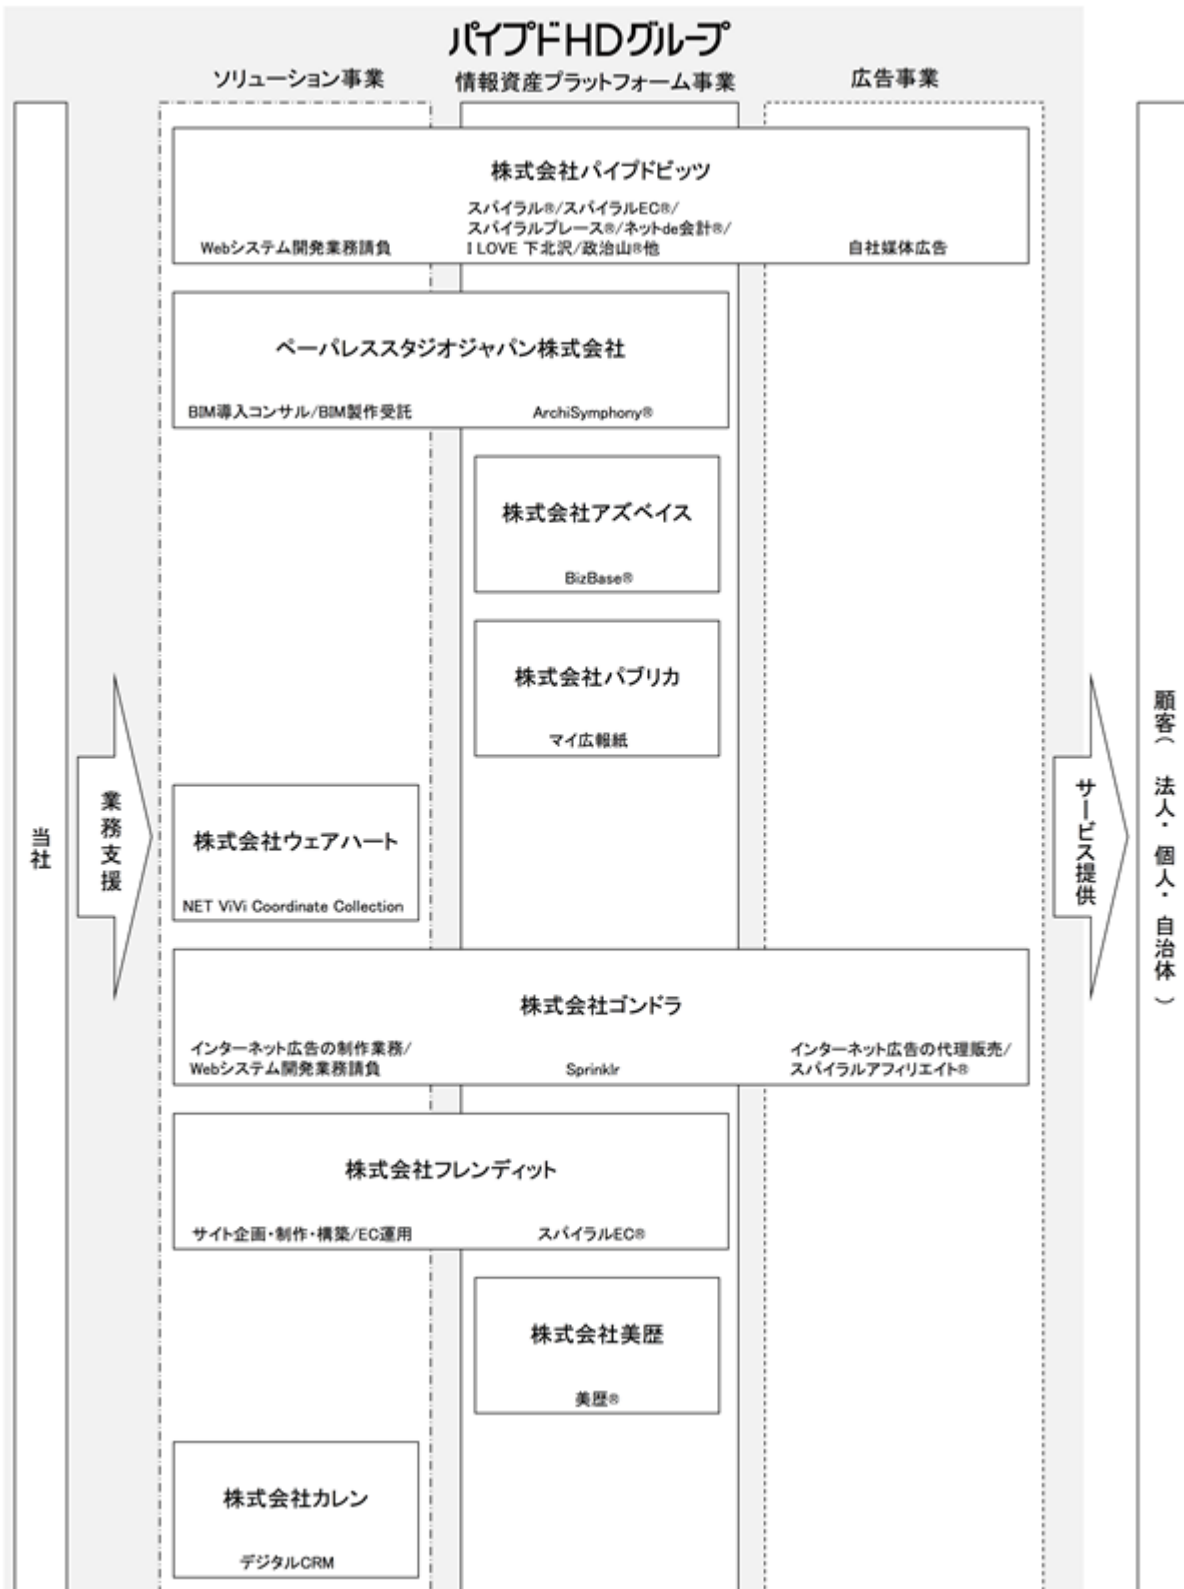 パイプドHDグループ
ソリューション事業
情報資産プラットフォーム事業
広告事業
株式会社パイプドビッツ
スパイラル®/スパイラルEC®/
スパイラルプレース®/ネットde会計®/
I LOVE 下北沢/政治山®他
Webシステム開発業務請負
自社媒体広告
ペーパレススタジオジャパン株式会社
BIM導入コンサル/BIM製作受託
ArchiSymphony®
株式会社アズベイス
BizBase®
株式会社パブリカ
マイ広報紙
当社
業務支援
株式会社ウェアハート
NET ViVi Coordinate Collection
サービス提供
顧客(法人・個人・自治体)
株式会社ゴンドラ
インターネット広告の制作業務/
Webシステム開発業務請負
Sprinklr
インターネット広告の代理販売/
スパイラルアフィリエイト®
株式会社フレンディット
サイト企画・制作・構築/EC運用
スパイラルEC®
株式会社美歴
美歴®
株式会社カレン
デジタルCRM